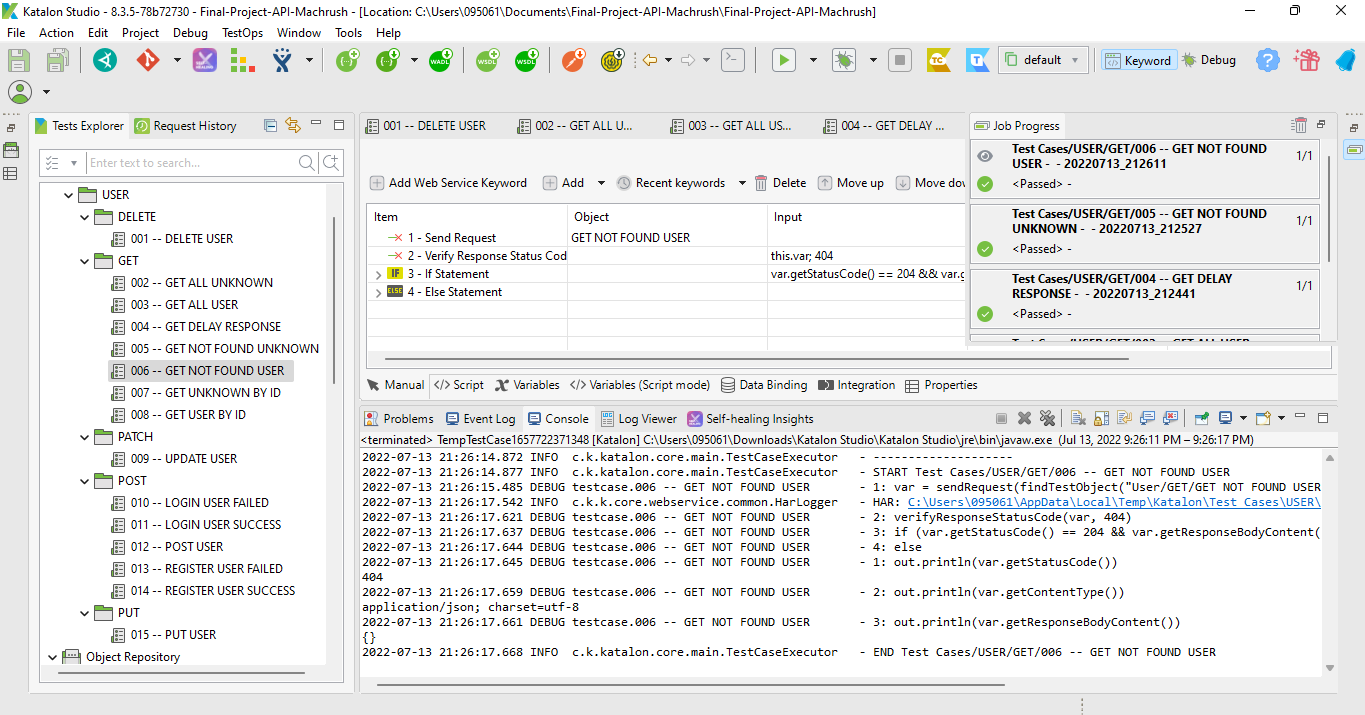 Katalon Studio - 8.3.5-78b72730 - Final-Project-API-Machrush - [Location: C:\Users\095061\Documents\Final-Project-API-Machrush\Final-Project-API-Machrush]
File Action Edit Project Debug TestOps Window Tools Help
WADL WSDL WSDL TC T default Keyword Debug
Tests Explorer Request History
Enter text to search...
USER
DELETE
001 -- DELETE USER
GET
002 -- GET ALL UNKNOWN
003 -- GET ALL USER
004 -- GET DELAY RESPONSE
005 -- GET NOT FOUND UNKNOWN
006 -- GET NOT FOUND USER
007 -- GET UNKNOWN BY ID
008 -- GET USER BY ID
PATCH
009 -- UPDATE USER
POST
010 -- LOGIN USER FAILED
011 -- LOGIN USER SUCCESS
012 -- POST USER
013 -- REGISTER USER FAILED
014 -- REGISTER USER SUCCESS
PUT
015 -- PUT USER
Object Repository
001 -- DELETE USER 002 -- GET ALL U... 003 -- GET ALL US... 004 -- GET DELAY ...
Add Web Service Keyword Add Recent keywords Delete Move up Move dow
Item Object Input
1 - Send Request GET NOT FOUND USER
2 - Verify Response Status Cod this.var; 404
IF 3 - If Statement var.getStatusCode() == 204 && var.g
ELSE 4 - Else Statement
Job Progress
Test Cases/USER/GET/006 -- GET NOT FOUND USER - - 20220713_212611 1/1
<Passed> -
Test Cases/USER/GET/005 -- GET NOT FOUND UNKNOWN - - 20220713_212527 1/1
<Passed> -
Test Cases/USER/GET/004 -- GET DELAY RESPONSE - - 20220713_212441 1/1
<Passed> -
Manual Script Variables Variables (Script mode) Data Binding Integration Properties
Problems Event Log Console Log Viewer Self-healing Insights
<terminated> TempTestCase1657722371348 [Katalon] C:\Users\095061\Downloads\Katalon Studio\Katalon Studio\jre\bin\javaw.exe (Jul 13, 2022 9:26:11 PM – 9:26:17 PM)
2022-07-13 21:26:14.872 INFO c.k.katalon.core.main.TestCaseExecutor - --------------------
2022-07-13 21:26:14.877 INFO c.k.katalon.core.main.TestCaseExecutor - START Test Cases/USER/GET/006 -- GET NOT FOUND USER
2022-07-13 21:26:15.485 DEBUG testcase.006 -- GET NOT FOUND USER - 1: var = sendRequest(findTestObject("User/GET/GET NOT FOUND USER
2022-07-13 21:26:17.542 INFO c.k.k.core.webservice.common.HarLogger - HAR: C:\Users\095061\AppData\Local\Temp\Katalon\Test Cases\USER\
2022-07-13 21:26:17.621 DEBUG testcase.006 -- GET NOT FOUND USER - 2: verifyResponseStatusCode(var, 404)
2022-07-13 21:26:17.637 DEBUG testcase.006 -- GET NOT FOUND USER - 3: if (var.getStatusCode() == 204 && var.getResponseBodyContent(
2022-07-13 21:26:17.644 DEBUG testcase.006 -- GET NOT FOUND USER - 4: else
2022-07-13 21:26:17.645 DEBUG testcase.006 -- GET NOT FOUND USER - 1: out.println(var.getStatusCode())
404
2022-07-13 21:26:17.659 DEBUG testcase.006 -- GET NOT FOUND USER - 2: out.println(var.getContentType())
application/json; charset=utf-8
2022-07-13 21:26:17.661 DEBUG testcase.006 -- GET NOT FOUND USER - 3: out.println(var.getResponseBodyContent())
{}
2022-07-13 21:26:17.668 INFO c.k.katalon.core.main.TestCaseExecutor - END Test Cases/USER/GET/006 -- GET NOT FOUND USER